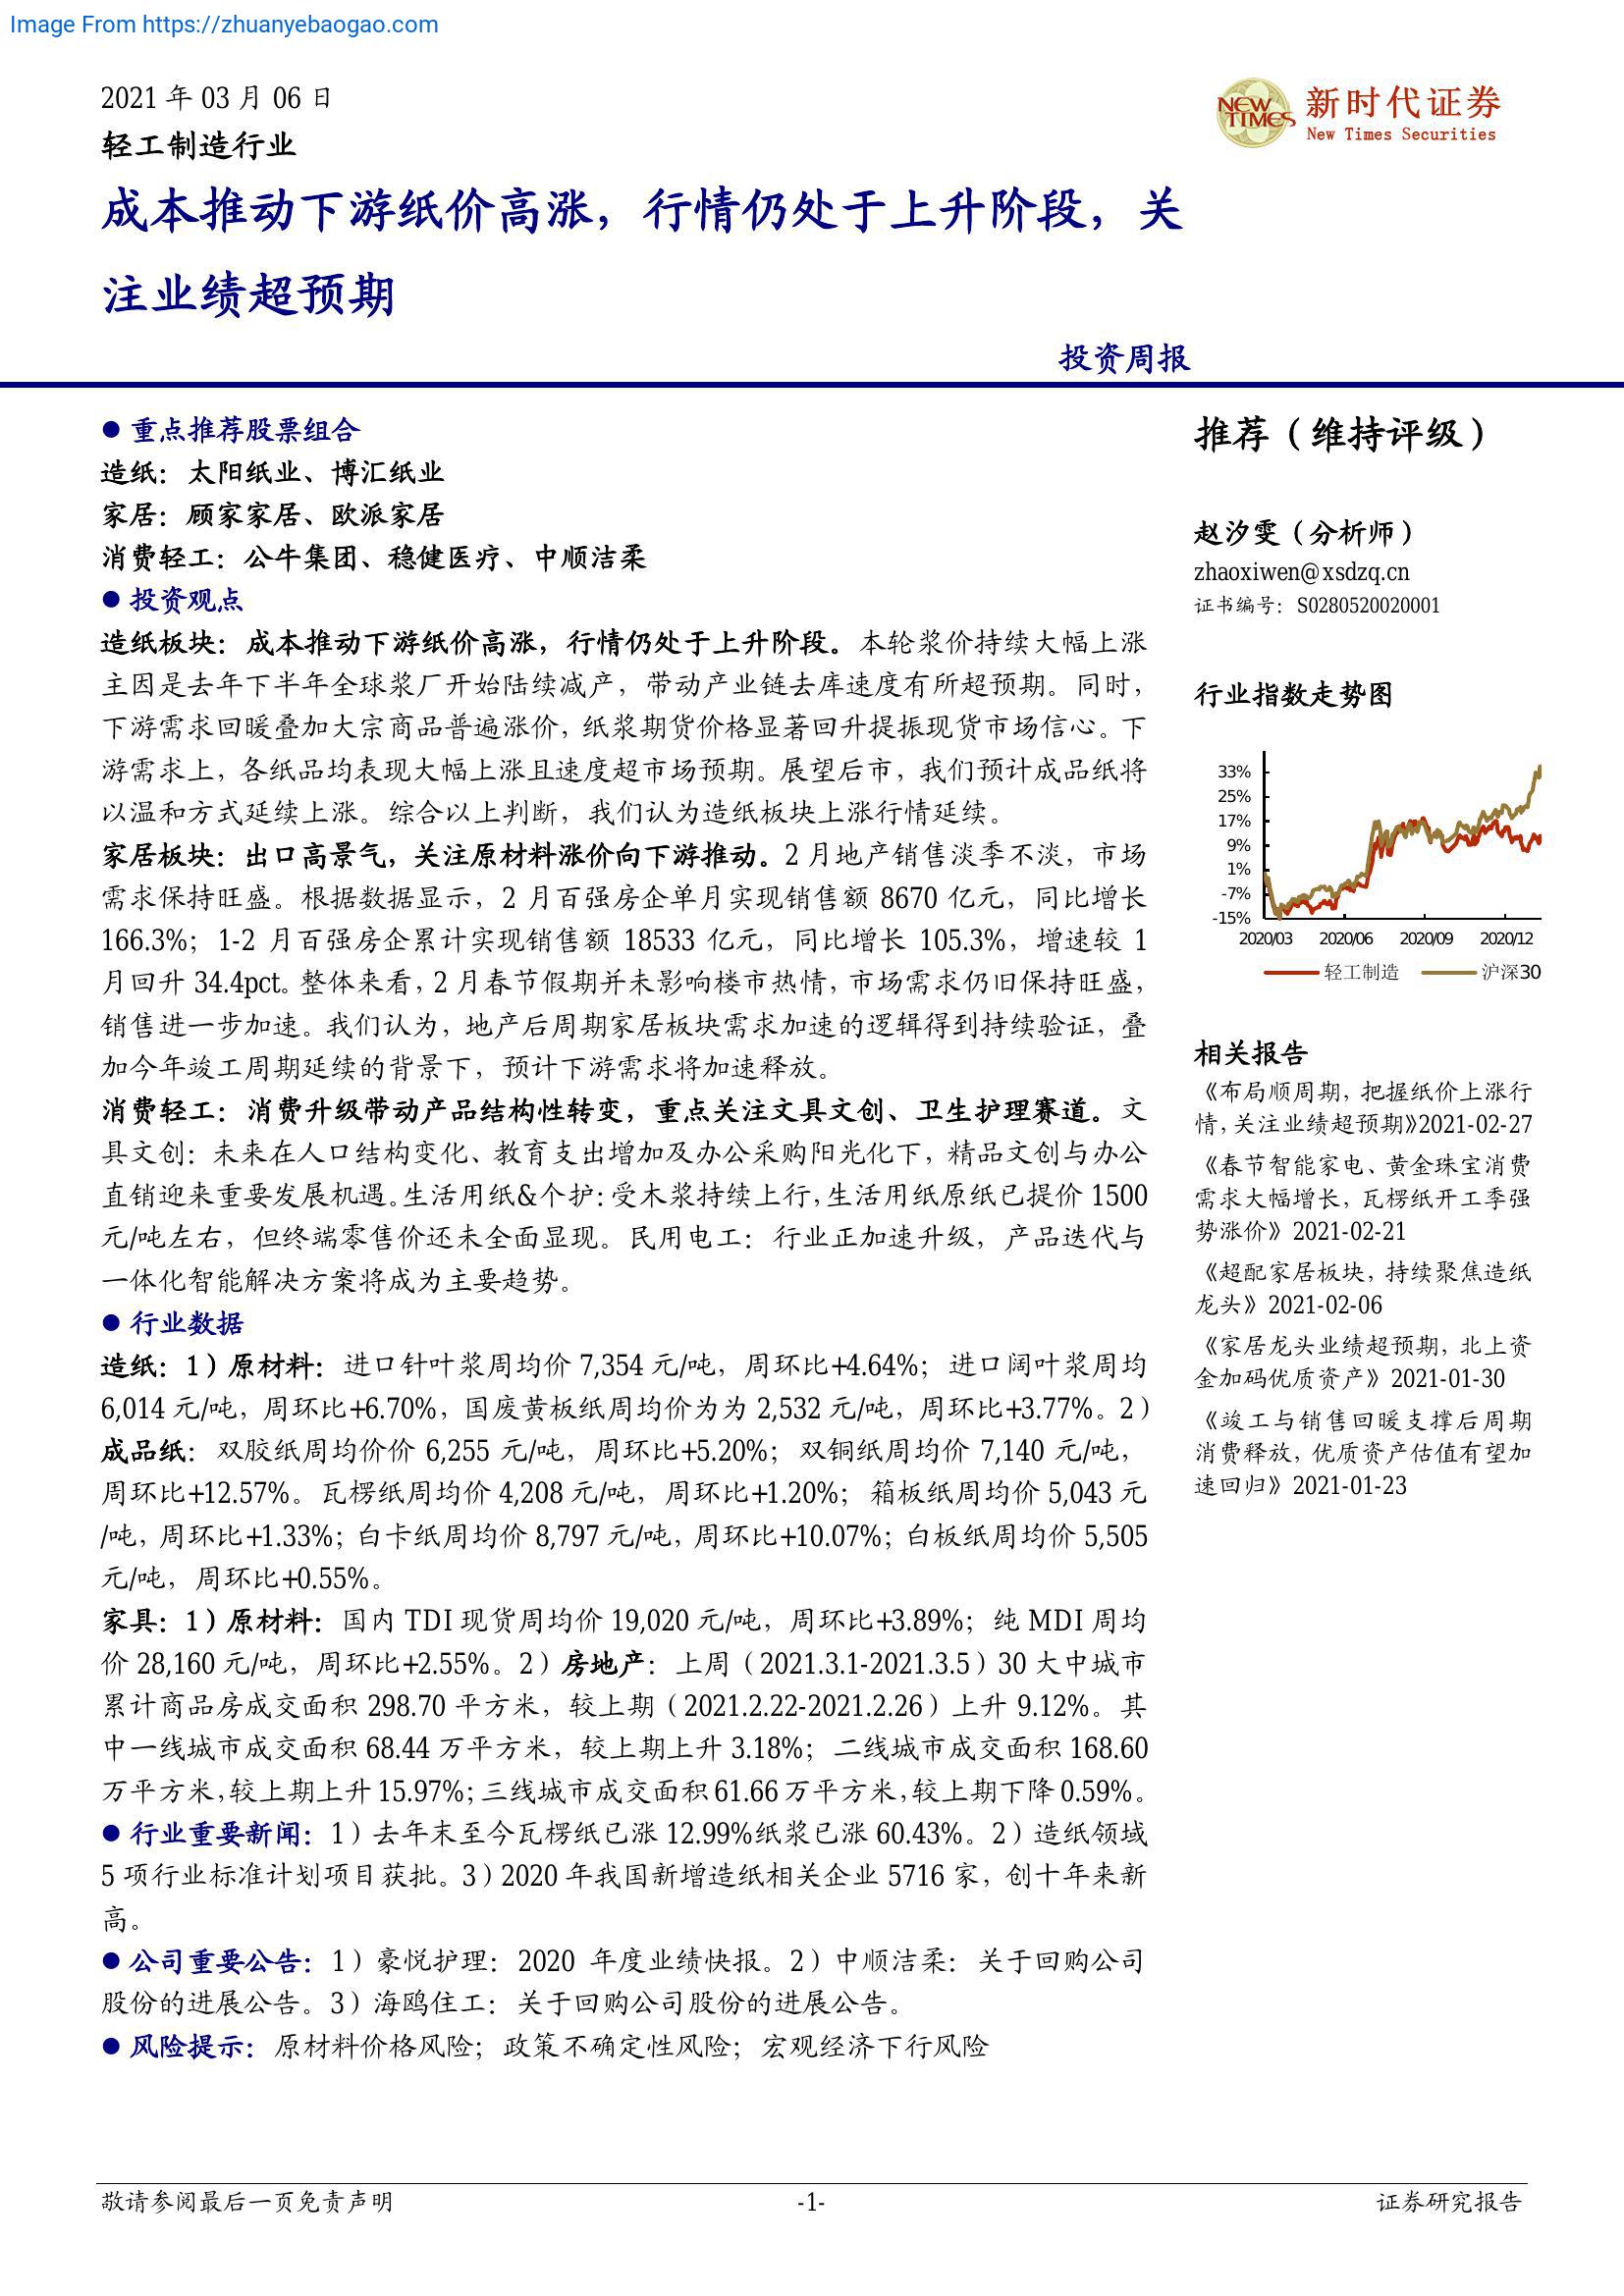 Image From https://zhuanyebaogao.com
2021 年 03 月 06 日
新时代证券
NEW TIMES
New Times Securities
轻工制造行业
成本推动下游纸价高涨，行情仍处于上升阶段，关
注业绩超预期
投资周报
● 重点推荐股票组合
造纸：太阳纸业、博汇纸业
家居：顾家家居、欧派家居
消费轻工：公牛集团、稳健医疗、中顺洁柔
● 投资观点
造纸板块：成本推动下游纸价高涨，行情仍处于上升阶段。本轮浆价持续大幅上涨
主因是去年下半年全球浆厂开始陆续减产，带动产业链去库速度有所超预期。同时，
下游需求回暖叠加大宗商品普遍涨价，纸浆期货价格显著回升提振现货市场信心。下
游需求上，各纸品均表现大幅上涨且速度超市场预期。展望后市，我们预计成品纸将
以温和方式延续上涨。综合以上判断，我们认为造纸板块上涨行情延续。
家居板块：出口高景气，关注原材料涨价向下游推动。2 月地产销售淡季不淡，市场
需求保持旺盛。根据数据显示，2 月百强房企单月实现销售额 8670 亿元，同比增长
166.3%；1-2 月百强房企累计实现销售额 18533 亿元，同比增长 105.3%，增速较 1
月回升 34.4pct。整体来看，2 月春节假期并未影响楼市热情，市场需求仍旧保持旺盛，
销售进一步加速。我们认为，地产后周期家居板块需求加速的逻辑得到持续验证，叠
加今年竣工周期延续的背景下，预计下游需求将加速释放。
消费轻工：消费升级带动产品结构性转变，重点关注文具文创、卫生护理赛道。文
具文创：未来在人口结构变化、教育支出增加及办公采购阳光化下，精品文创与办公
直销迎来重要发展机遇。生活用纸&个护：受木浆持续上行，生活用纸原纸已提价 1500
元/吨左右，但终端零售价还未全面显现。民用电工：行业正加速升级，产品迭代与
一体化智能解决方案将成为主要趋势。
● 行业数据
造纸：1）原材料：进口针叶浆周均价 7,354 元/吨，周环比+4.64%；进口阔叶浆周均
6,014 元/吨，周环比+6.70%，国废黄板纸周均价为为 2,532 元/吨，周环比+3.77%。2）
成品纸：双胶纸周均价价 6,255 元/吨，周环比+5.20%；双铜纸周均价 7,140 元/吨，
周环比+12.57%。瓦楞纸周均价 4,208 元/吨，周环比+1.20%；箱板纸周均价 5,043 元
/吨，周环比+1.33%；白卡纸周均价 8,797 元/吨，周环比+10.07%；白板纸周均价 5,505
元/吨，周环比+0.55%。
家具：1）原材料：国内 TDI 现货周均价 19,020 元/吨，周环比+3.89%；纯 MDI 周均
价 28,160 元/吨，周环比+2.55%。2）房地产：上周（2021.3.1-2021.3.5）30 大中城市
累计商品房成交面积 298.70 平方米，较上期（2021.2.22-2021.2.26）上升 9.12%。其
中一线城市成交面积 68.44 万平方米，较上期上升 3.18%；二线城市成交面积 168.60
万平方米，较上期上升 15.97%；三线城市成交面积 61.66 万平方米，较上期下降 0.59%。
● 行业重要新闻：1）去年末至今瓦楞纸已涨 12.99%纸浆已涨 60.43%。2）造纸领域
5 项行业标准计划项目获批。3）2020 年我国新增造纸相关企业 5716 家，创十年来新
高。
● 公司重要公告：1）豪悦护理：2020 年度业绩快报。2）中顺洁柔：关于回购公司
股份的进展公告。3）海鸥住工：关于回购公司股份的进展公告。
● 风险提示：原材料价格风险；政策不确定性风险；宏观经济下行风险
推荐（维持评级）
赵汐雯（分析师）
zhaoxiwen@xsdzq.cn
证书编号：S0280520020001
行业指数走势图
33%
25%
17%
9%
1%
-7%
-15%
2020/03 2020/06 2020/09 2020/12
轻工制造 沪深30
相关报告
《布局顺周期，把握纸价上涨行
情，关注业绩超预期》2021-02-27
《春节智能家电、黄金珠宝消费
需求大幅增长，瓦楞纸开工季强
势涨价》2021-02-21
《超配家居板块，持续聚焦造纸
龙头》2021-02-06
《家居龙头业绩超预期，北上资
金加码优质资产》2021-01-30
《竣工与销售回暖支撑后周期
消费释放，优质资产估值有望加
速回归》2021-01-23
敬请参阅最后一页免责声明
-1-
证券研究报告